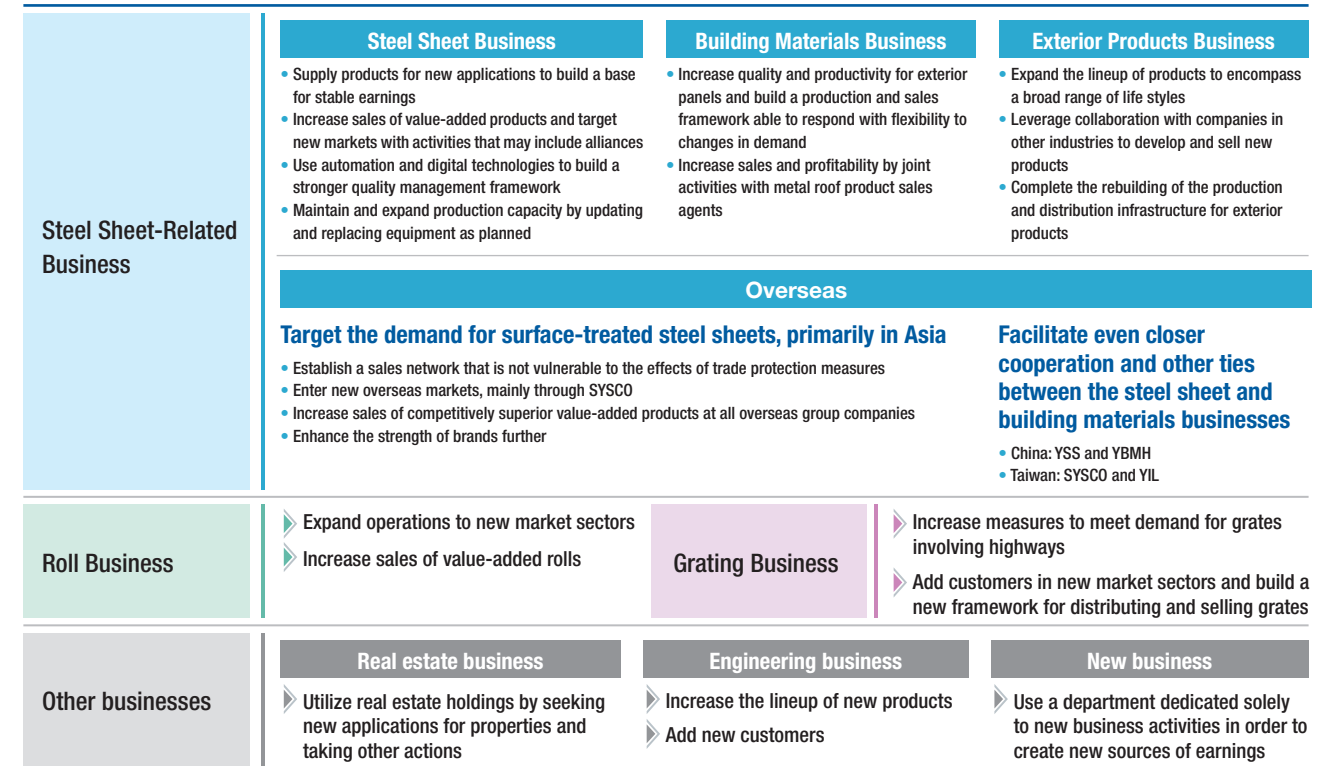 Steel Sheet-Related
Business
Steel Sheet Business
• Supply products for new applications to build a base
for stable earnings
• Increase sales of value-added products and target
new markets with activities that may include alliances
• Use automation and digital technologies to build a
stronger quality management framework
• Maintain and expand production capacity by updating
and replacing equipment as planned
Building Materials Business
• Increase quality and productivity for exterior
panels and build a production and sales
framework able to respond with flexibility to
changes in demand
• Increase sales and profitability by joint
activities with metal roof product sales
agents
Exterior Products Business
• Expand the lineup of products to encompass
a broad range of life styles
• Leverage collaboration with companies in
other industries to develop and sell new
products
• Complete the rebuilding of the production
and distribution infrastructure for exterior
products
Overseas
Target the demand for surface-treated steel sheets, primarily in Asia
• Establish a sales network that is not vulnerable to the effects of trade protection measures
• Enter new overseas markets, mainly through SYSCO
• Increase sales of competitively superior value-added products at all overseas group companies
• Enhance the strength of brands further
Facilitate even closer
cooperation and other ties
between the steel sheet and
building materials businesses
• China: YSS and YBMH
• Taiwan: SYSCO and YIL
Roll Business
Expand operations to new market sectors
Increase sales of value-added rolls
Grating Business
Increase measures to meet demand for grates
involving highways
Add customers in new market sectors and build a
new framework for distributing and selling grates
Other businesses
Real estate business
Utilize real estate holdings by seeking
new applications for properties and
taking other actions
Engineering business
Increase the lineup of new products
Add new customers
New business
Use a department dedicated solely
to new business activities in order to
create new sources of earnings